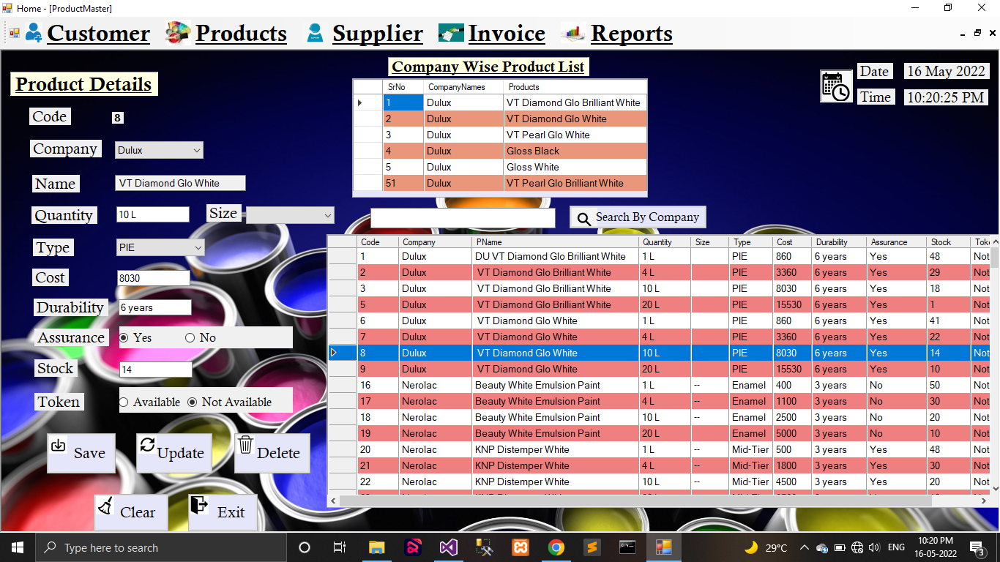 Home - [ProductMaster]
Customer Products Supplier Invoice Reports
Product Details
Code 8
Company Dulux
Name VT Diamond Glo White
Quantity 10 L Size
Type PIE
Cost 8030
Durability 6 years
Assurance Yes No
Stock 14
Token Available Not Available
Save Update Delete
Clear Exit
Company Wise Product List
SrNo CompanyNames Products
1 Dulux VT Diamond Glo Brilliant White
2 Dulux VT Diamond Glo White
3 Dulux VT Pearl Glo White
4 Dulux Gloss Black
5 Dulux Gloss White
51 Dulux VT Pearl Glo Brilliant White
Date 16 May 2022
Time 10:20:25 PM
Search By Company
Code Company PName Quantity Size Type Cost Durability Assurance Stock
1 Dulux DU VT Diamond Glo Brilliant White 1 L PIE 860 6 years Yes 48 Not
2 Dulux VT Diamond Glo Brilliant White 4 L PIE 3360 6 years Yes 29 Not
3 Dulux VT Diamond Glo Brilliant White 10 L PIE 8030 6 years Yes 18 Not
5 Dulux VT Diamond Glo Brilliant White 20 L PIE 15530 6 years Yes 1 Not
6 Dulux VT Diamond Glo White 1 L PIE 860 6 years Yes 41 Not
7 Dulux VT Diamond Glo White 4 L PIE 3360 6 years Yes 22 Not
8 Dulux VT Diamond Glo White 10 L PIE 8030 6 years Yes 14 Not
9 Dulux VT Diamond Glo White 20 L PIE 15530 6 years Yes 10 Not
16 Nerolac Beauty White Emulsion Paint 1 L -- Enamel 400 3 years No 50 Not
17 Nerolac Beauty White Emulsion Paint 4 L -- Enamel 1100 3 years No 30 Not
18 Nerolac Beauty White Emulsion Paint 10 L -- Enamel 2500 3 years No 20 Not
19 Nerolac Beauty White Emulsion Paint 20 L -- Enamel 5000 3 years No 10 Not
20 Nerolac KNP Distemper White 1 L -- Mid-Tier 500 3 years Yes 48 Not
21 Nerolac KNP Distemper White 4 L -- Mid-Tier 1800 3 years Yes 30 Not
22 Nerolac KNP Distemper White 10 L -- Mid-Tier 4500 3 years Yes 20 Not
Type here to search
29°C ENG 10:20 PM
16-05-2022 3